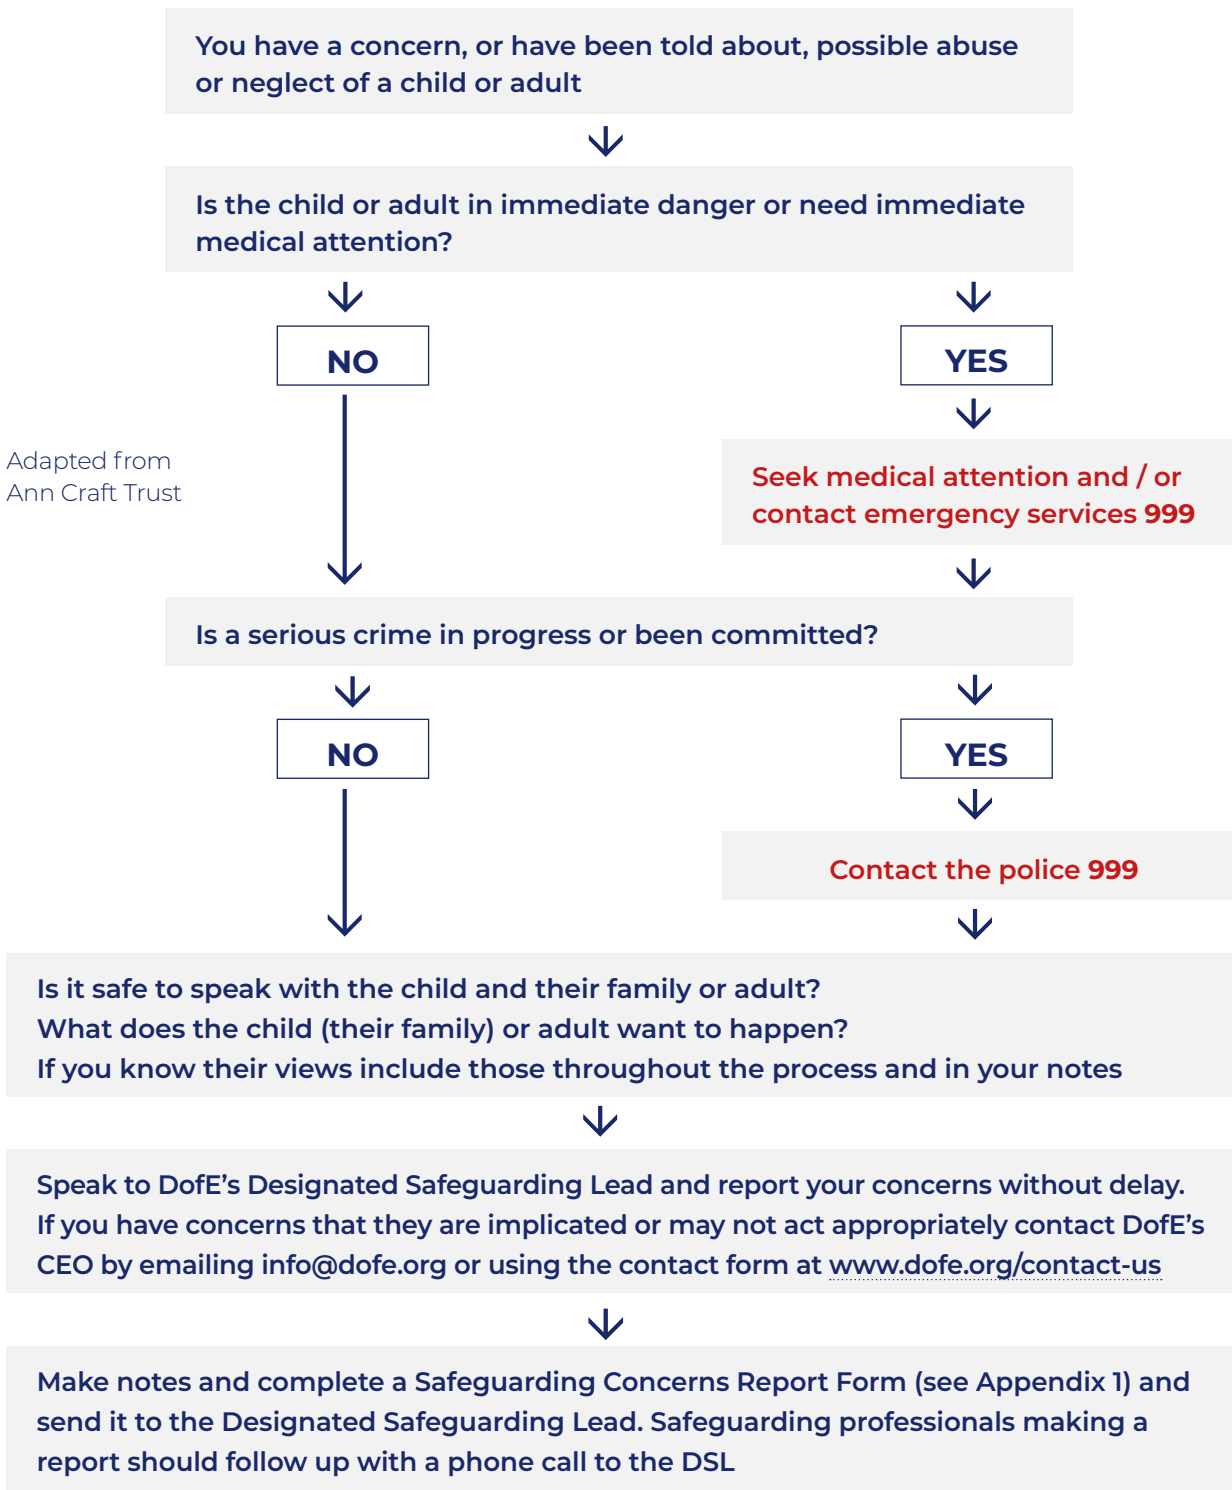 You have a concern, or have been told about, possible abuse
or neglect of a child or adult
Is the child or adult in immediate danger or need immediate
medical attention?
NO
YES
Adapted from
Ann Craft Trust
Seek medical attention and / or
contact emergency services 999
Is a serious crime in progress or been committed?
NO
YES
Contact the police 999
Is it safe to speak with the child and their family or adult?
What does the child (their family) or adult want to happen?
If you know their views include those throughout the process and in your notes
Speak to DofE’s Designated Safeguarding Lead and report your concerns without delay.
If you have concerns that they are implicated or may not act appropriately contact DofE’s
CEO by emailing info@dofe.org or using the contact form at www.dofe.org/contact-us
Make notes and complete a Safeguarding Concerns Report Form (see Appendix 1) and
send it to the Designated Safeguarding Lead. Safeguarding professionals making a
report should follow up with a phone call to the DSL